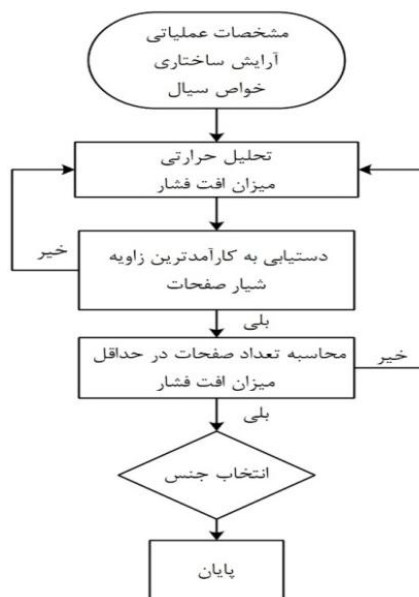 مشخصات عملیاتی
آرایش ساختاری
خواص سیال
تحلیل حرارتی
میزان افت فشار
خیر
دستیابی به کارآمدترین زاویه
شیار صفحات
بلی
محاسبه تعداد صفحات در حداقل
میزان افت فشار
خیر
بلی
انتخاب جنس
پایان